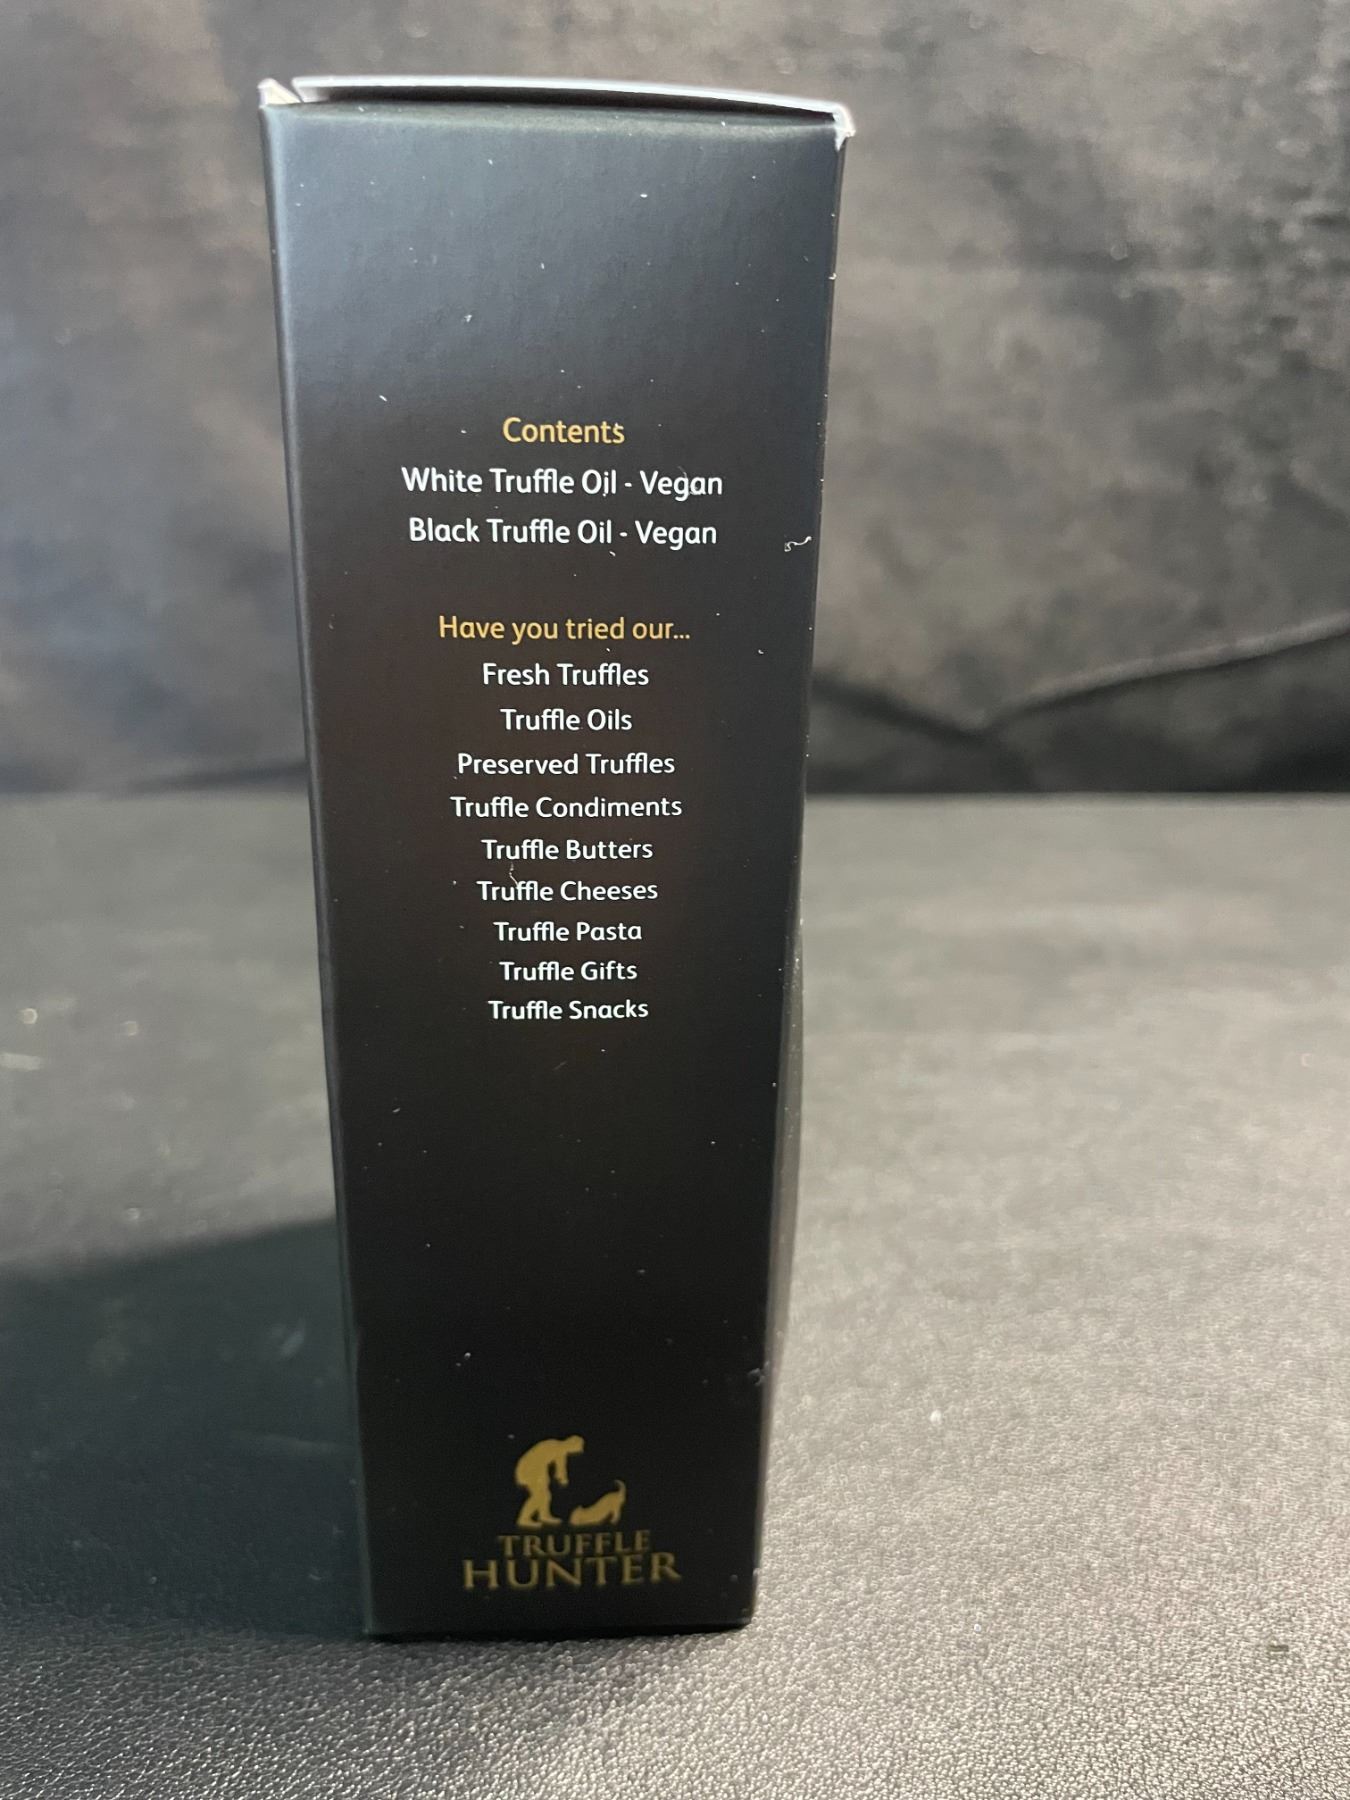 Contents
White Truffle Oil - Vegan
Black Truffle Oil - Vegan
Have you tried our...
Fresh Truffles
Truffle Oils
Preserved Truffles
Truffle Condiments
Truffle Butters
Truffle Cheeses
Truffle Pasta
Truffle Gifts
Truffle Snacks
TRUFFLE
HUNTER